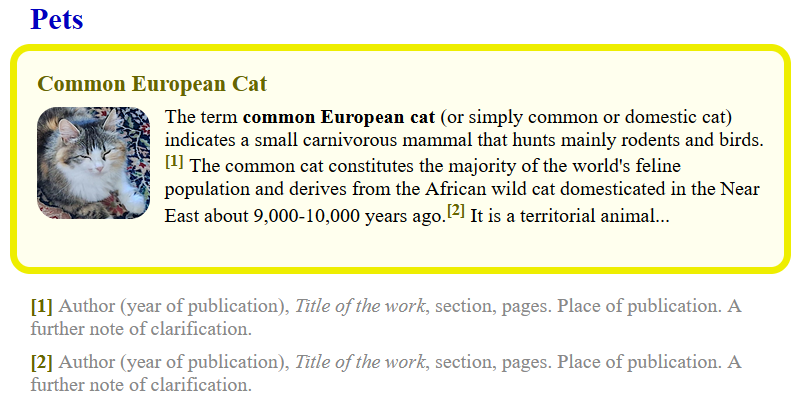 Pets
Common European Cat
The term common European cat (or simply common or domestic cat)
indicates a small carnivorous mammal that hunts mainly rodents and birds.
[1] The common cat constitutes the majority of the world's feline
population and derives from the African wild cat domesticated in the Near
East about 9,000-10,000 years ago.[2] It is a territorial animal...
[1] Author (year of publication), Title of the work, section, pages. Place of publication. A
further note of clarification.
[2] Author (year of publication), Title of the work, section, pages. Place of publication. A
further note of clarification.